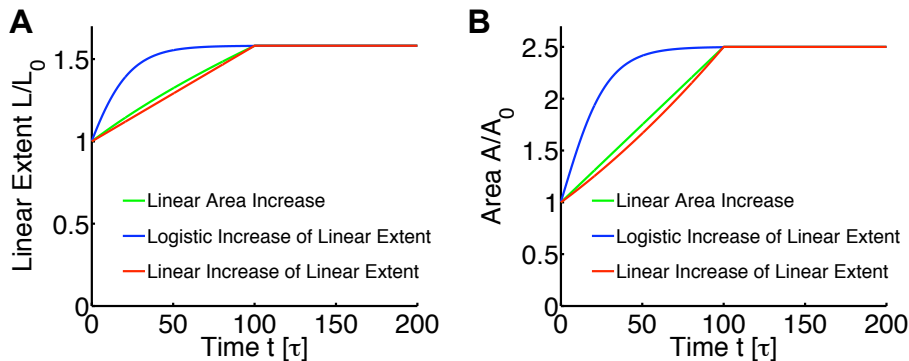 A
Linear Extent L/L0
1.5
1
0.5
0
Linear Area Increase
Logistic Increase of Linear Extent
Linear Increase of Linear Extent
0 50 100 150 200
Time t [τ]
B
Area A/A0
2.5
2
1.5
1
0.5
0
Linear Area Increase
Logistic Increase of Linear Extent
Linear Increase of Linear Extent
0 50 100 150 200
Time t [τ]